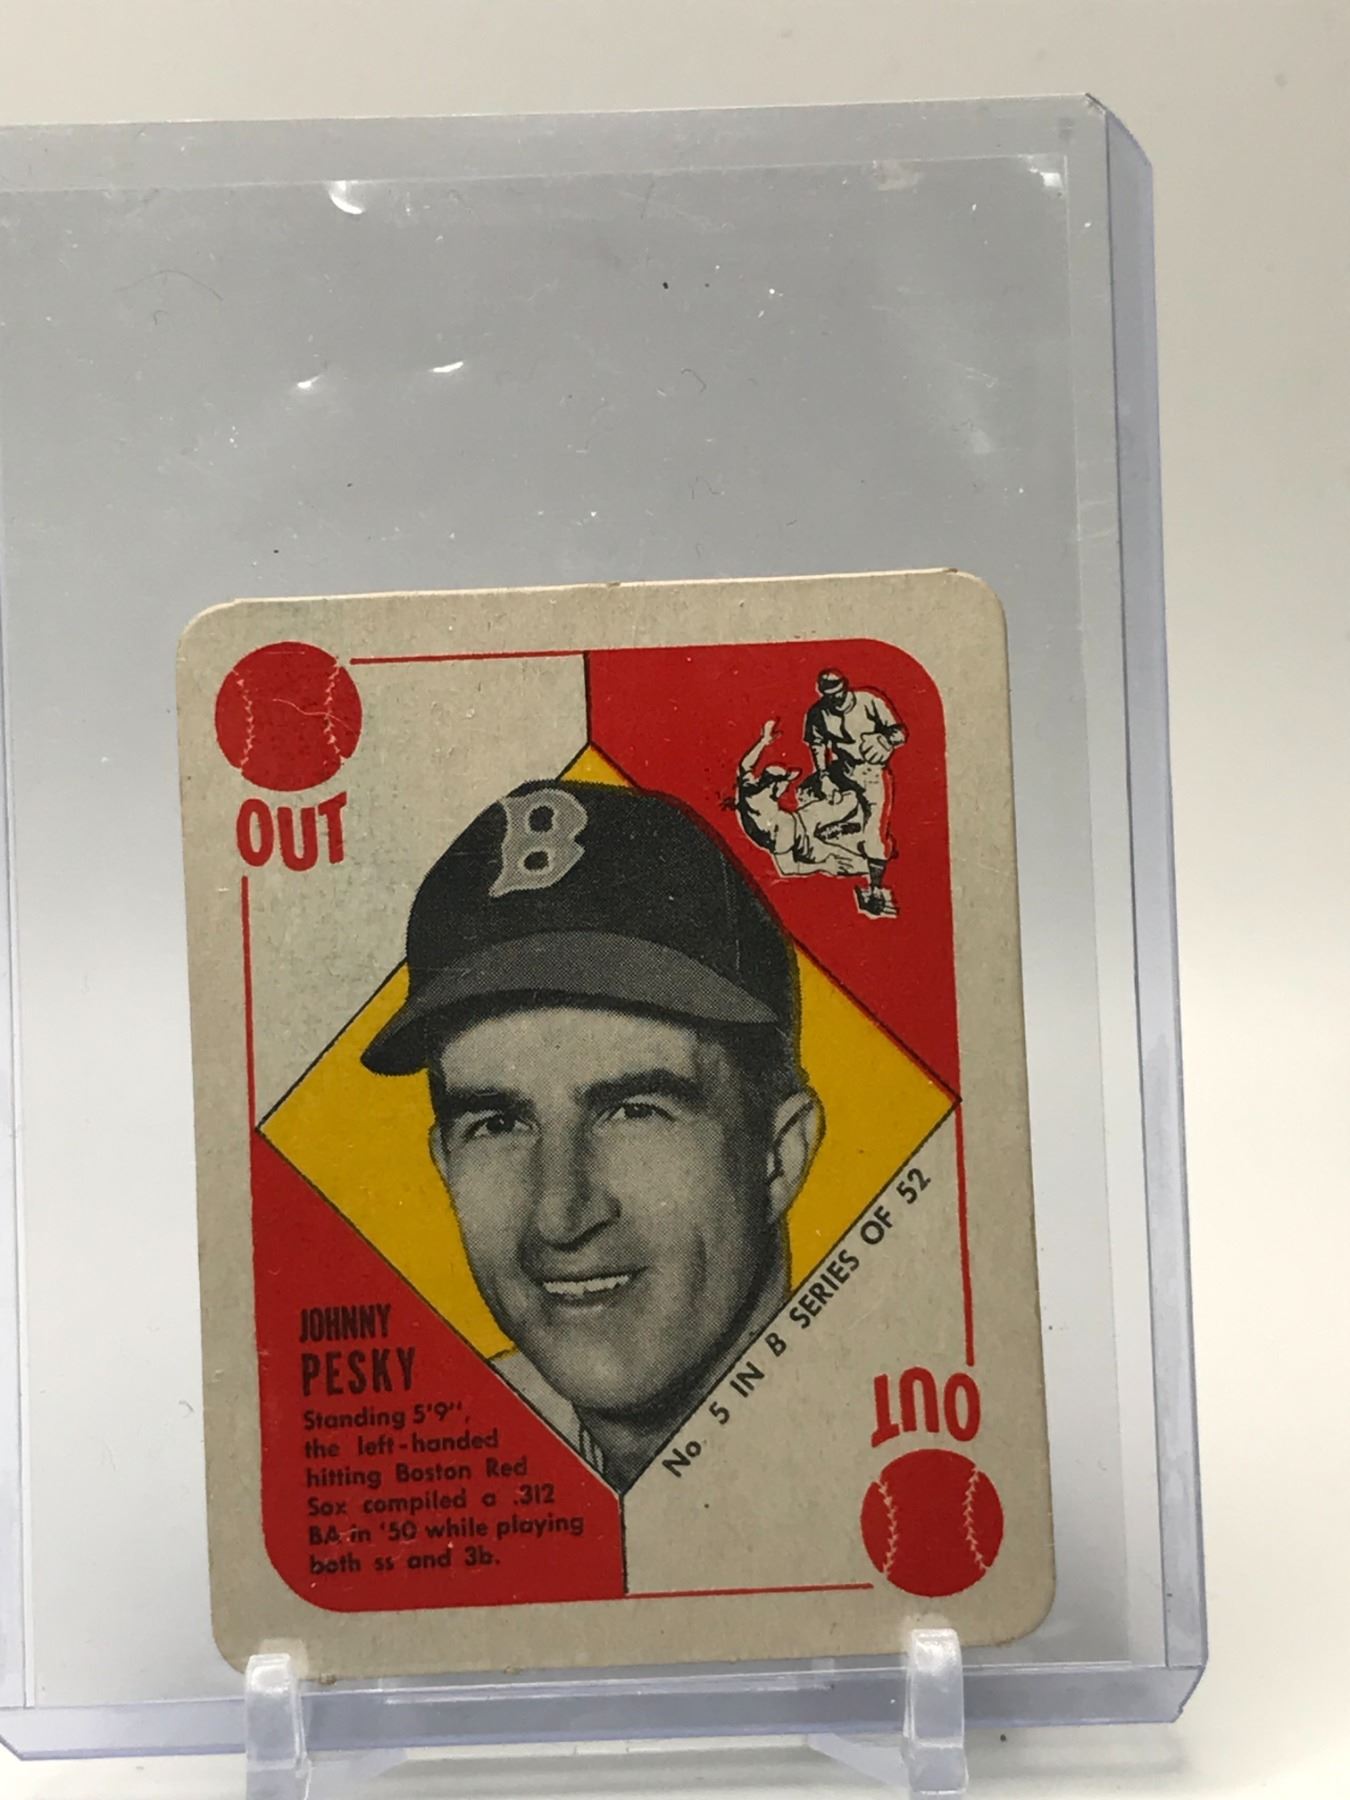 OUT
B
JOHNNY
PESKY
Standing 5'9",
the left-handed
hitting Boston Red
Sox compiled a .312
BA in '50 while playing
both ss and 3b.
No. 5 IN B SERIES OF 52
OUT